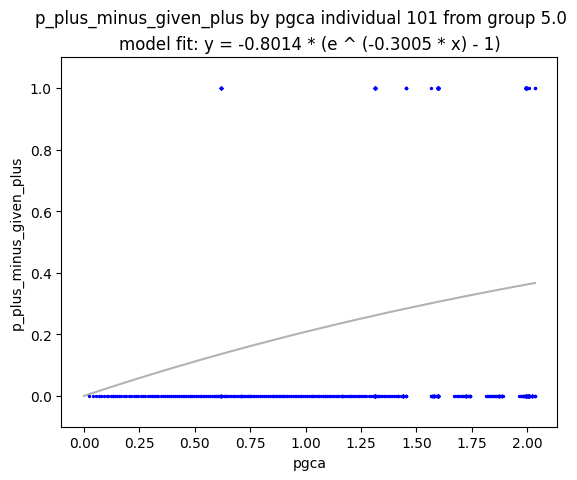 p_plus_minus_given_plus by pgca individual 101 from group 5.0
model fit: y = -0.8014 * (e ^ (-0.3005 * x) - 1)
1.0
0.8
0.6
0.4
0.2
0.0
p_plus_minus_given_plus
0.00 0.25 0.50 0.75 1.00 1.25 1.50 1.75 2.00
pgca